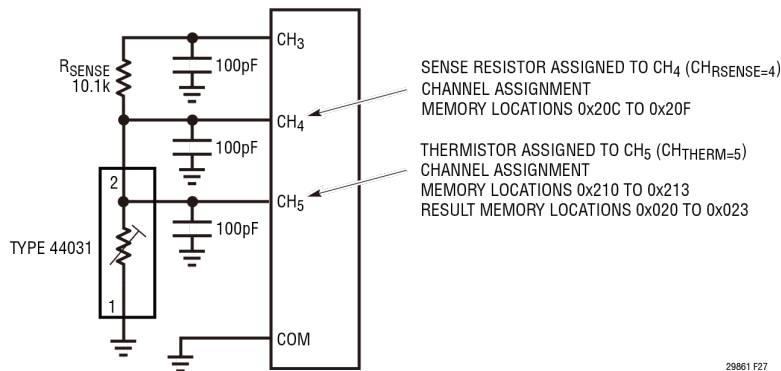 CH3
RSENSE
10.1k
100pF
SENSE RESISTOR ASSIGNED TO CH4 (CHRSENSE=4)
CHANNEL ASSIGNMENT
MEMORY LOCATIONS 0x20C TO 0x20F
CH4
100pF
THERMISTOR ASSIGNED TO CH5 (CHTHERM=5)
CHANNEL ASSIGNMENT
MEMORY LOCATIONS 0x210 TO 0x213
RESULT MEMORY LOCATIONS 0x020 TO 0x023
2
CH5
100pF
TYPE 44031
1
COM
29861 F27